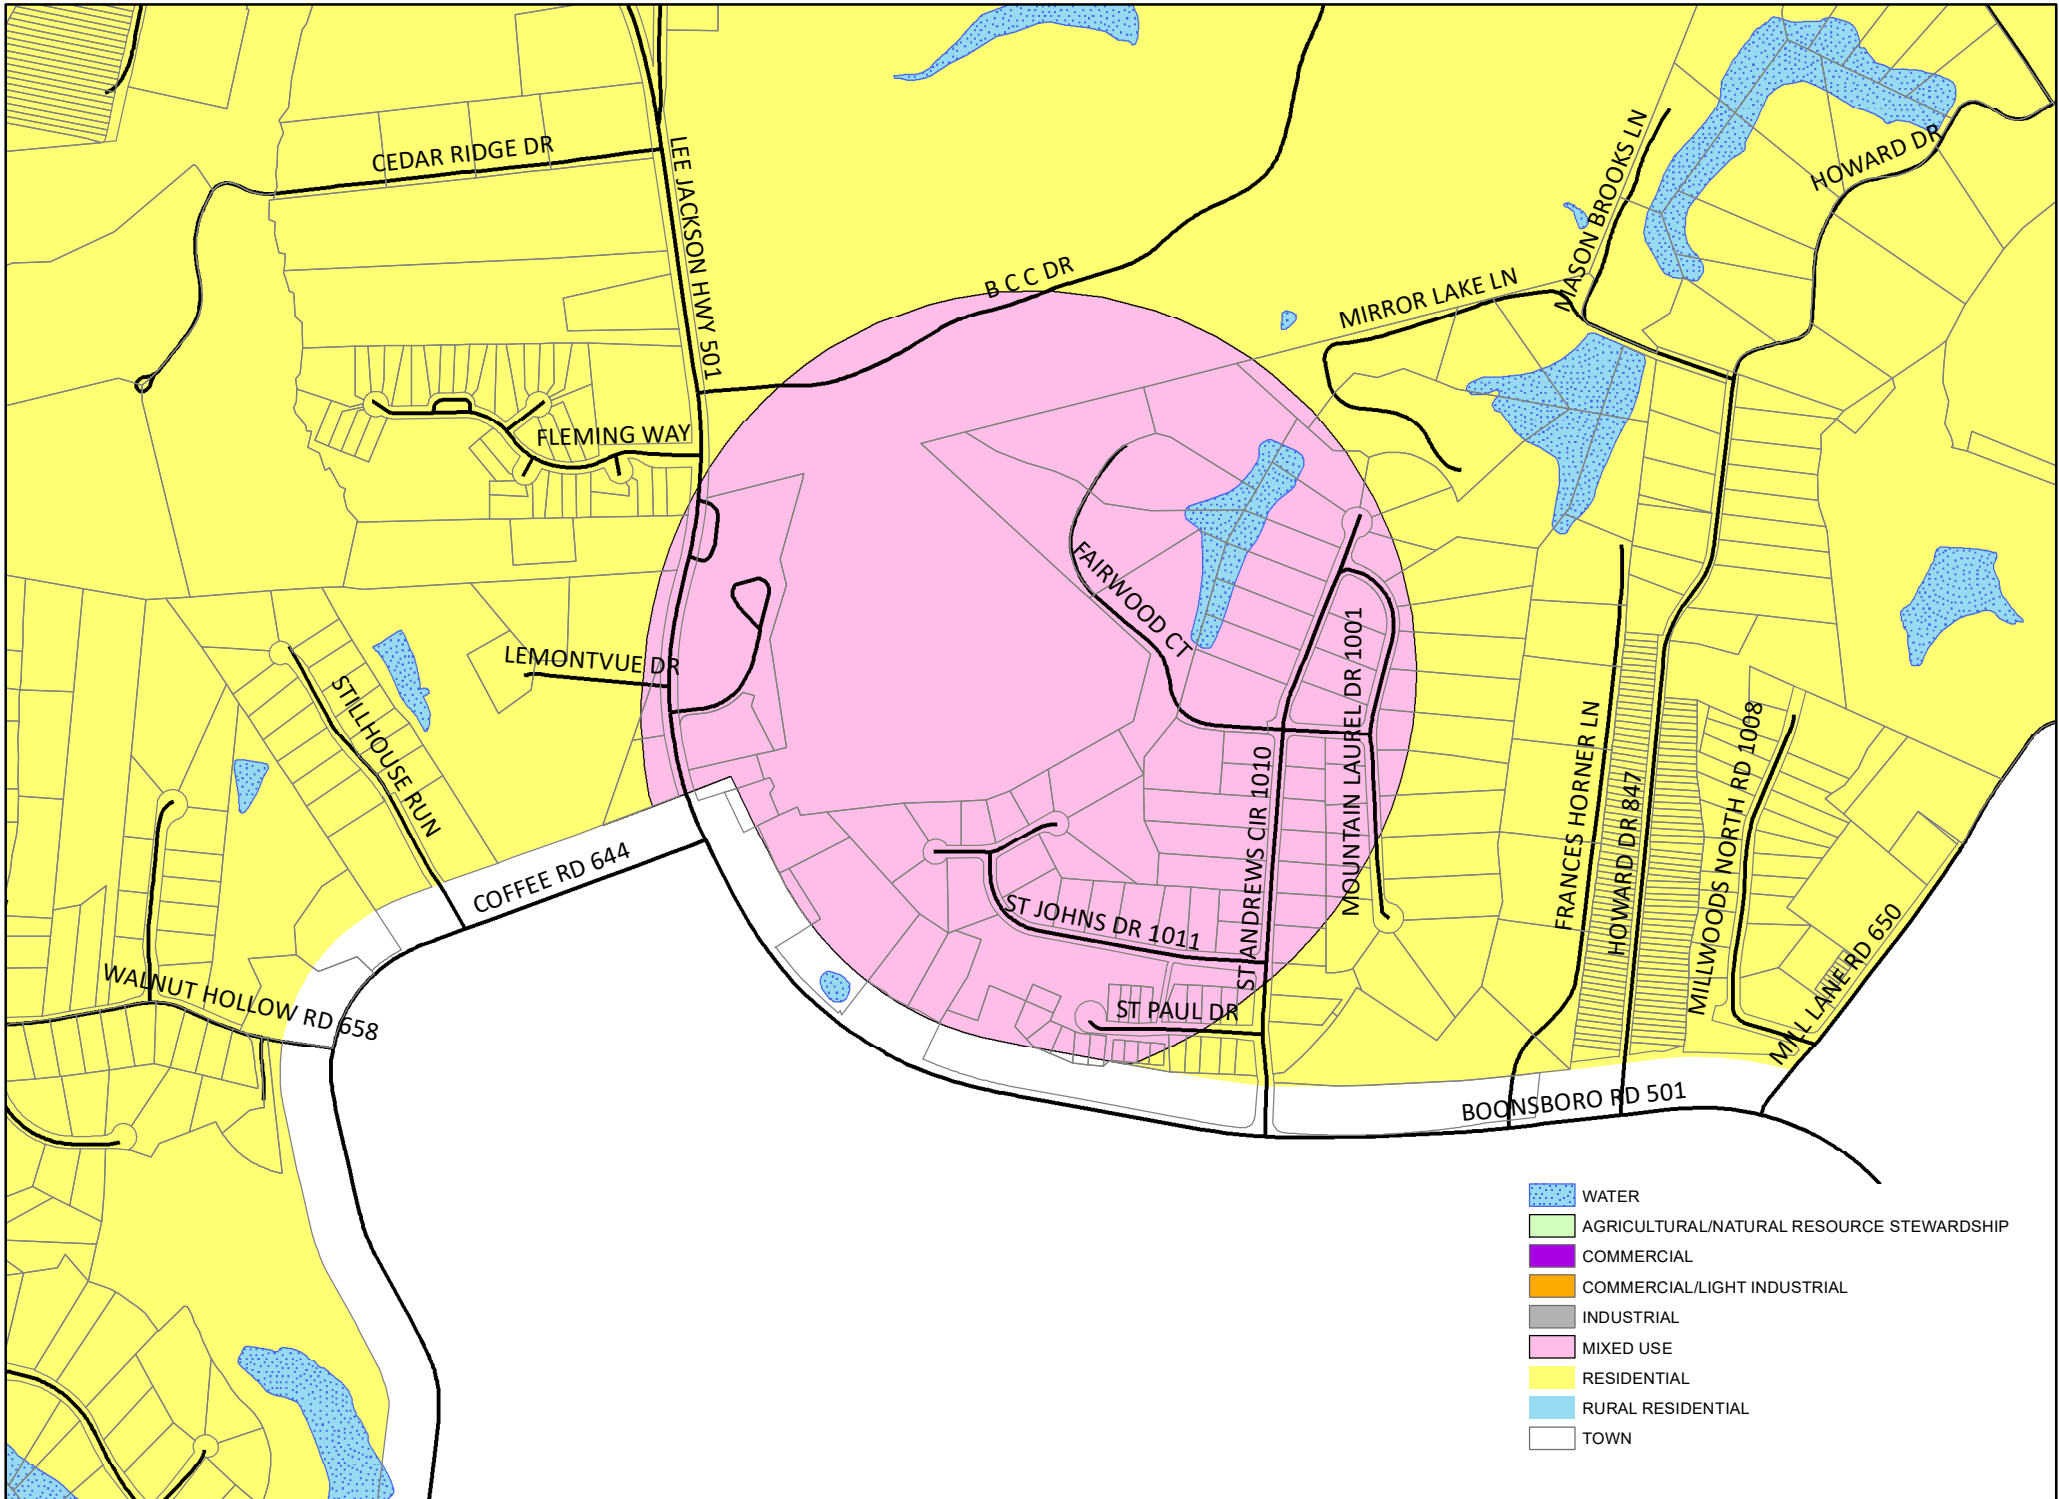 CEDAR RIDGE DR
LEE JACKSON HWY 501
B C C DR
MIRROR LAKE LN
MASON BROOKS LN
HOWARD DR
FLEMING WAY
FAIRWOOD CT
LEMONTVUE DR
STILLHOUSE RUN
MOUNTAIN LAUREL DR 1001
ST ANDREWS CIR 1010
FRANCES HORNER LN
HOWARD DR 847
MILLWOODS NORTH RD 1008
MILL LANE RD 650
COFFEE RD 644
ST JOHNS DR 1011
ST PAUL DR
WALNUT HOLLOW RD 658
BOONSBORO RD 501
WATER
AGRICULTURAL/NATURAL RESOURCE STEWARDSHIP
COMMERCIAL
COMMERCIAL/LIGHT INDUSTRIAL
INDUSTRIAL
MIXED USE
RESIDENTIAL
RURAL RESIDENTIAL
TOWN